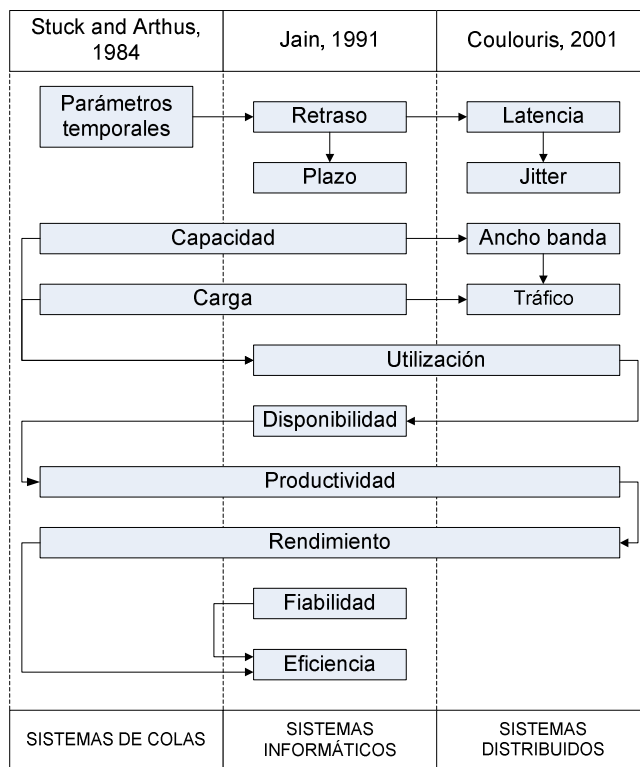 Stuck and Arthus,
1984
Jain, 1991
Coulouris, 2001
Parámetros
temporales
Retraso
Latencia
Plazo
Jitter
Capacidad
Ancho banda
Carga
Tráfico
Utilización
Disponibilidad
Productividad
Rendimiento
Fiabilidad
Eficiencia
SISTEMAS DE COLAS
SISTEMAS
INFORMÁTICOS
SISTEMAS
DISTRIBUIDOS